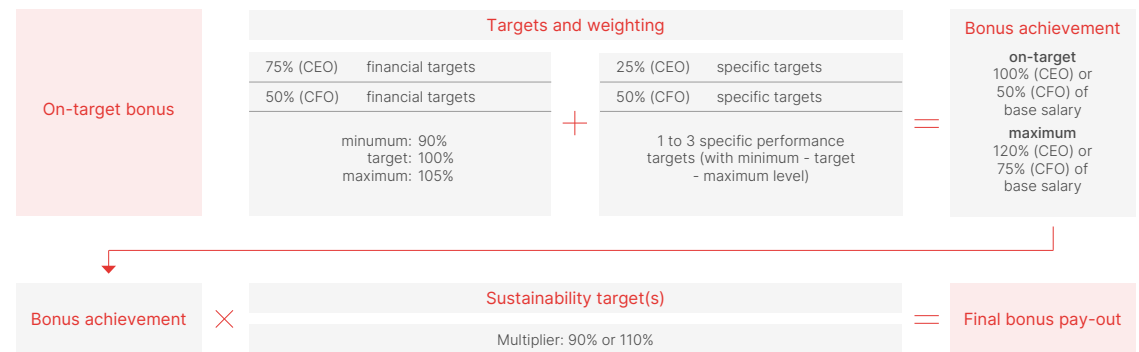 On-target bonus
Targets and weighting
75% (CEO) financial targets
50% (CFO) financial targets
minumum: 90%
target: 100%
maximum: 105%
+
25% (CEO) specific targets
50% (CFO) specific targets
1 to 3 specific performance
targets (with minimum - target
- maximum level)
=
Bonus achievement
on-target
100% (CEO) or
50% (CFO) of
base salary
maximum
120% (CEO) or
75% (CFO) of
base salary
Bonus achievement
×
Sustainability target(s)
Multiplier: 90% or 110%
=
Final bonus pay-out